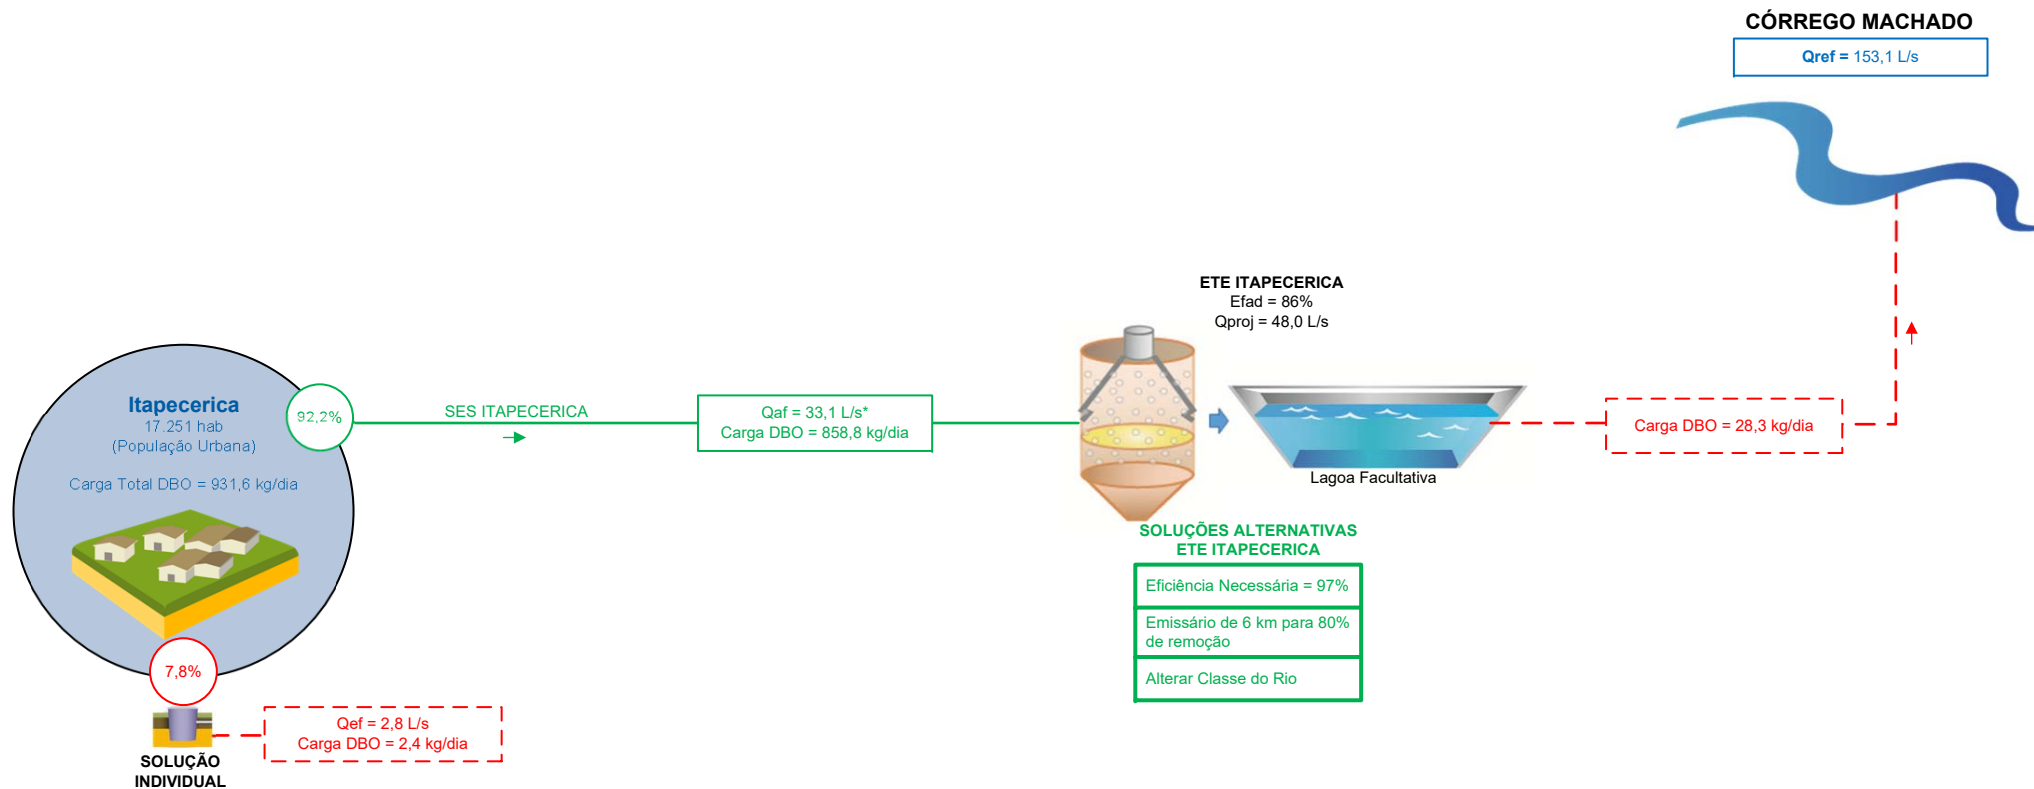 CÓRREGO MACHADO
Qref = 153,1 L/s
ETE ITAPECERICA
Efad = 86%
Qproj = 48,0 L/s
Itapecerica
17.251 hab
(População Urbana)
Carga Total DBO = 931,6 kg/dia
92,2%
SES ITAPECERICA
Qaf = 33,1 L/s*
Carga DBO = 858,8 kg/dia
Lagoa Facultativa
Carga DBO = 28,3 kg/dia
SOLUÇÕES ALTERNATIVAS
ETE ITAPECERICA
Eficiência Necessária = 97%
Emissário de 6 km para 80%
de remoção
Alterar Classe do Rio
7,8%
Qef = 2,8 L/s
Carga DBO = 2,4 kg/dia
SOLUÇÃO
INDIVIDUAL